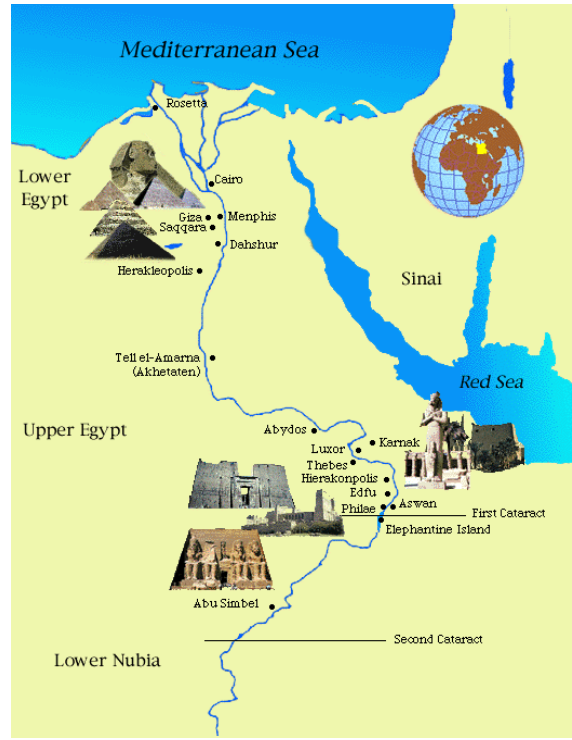 Mediterranean Sea
Rosetta
Lower
Egypt
Cairo
Giza
Menphis
Saqqara
Dahshur
Herakleopolis
Sinai
Tell el-Amarna
(Akhetaten)
Red Sea
Upper Egypt
Abydos
Karnak
Luxor
Thebes
Hierakonpolis
Edfu
Philae
Aswan
First Cataract
Elephantine Island
Abu Simbel
Second Cataract
Lower Nubia